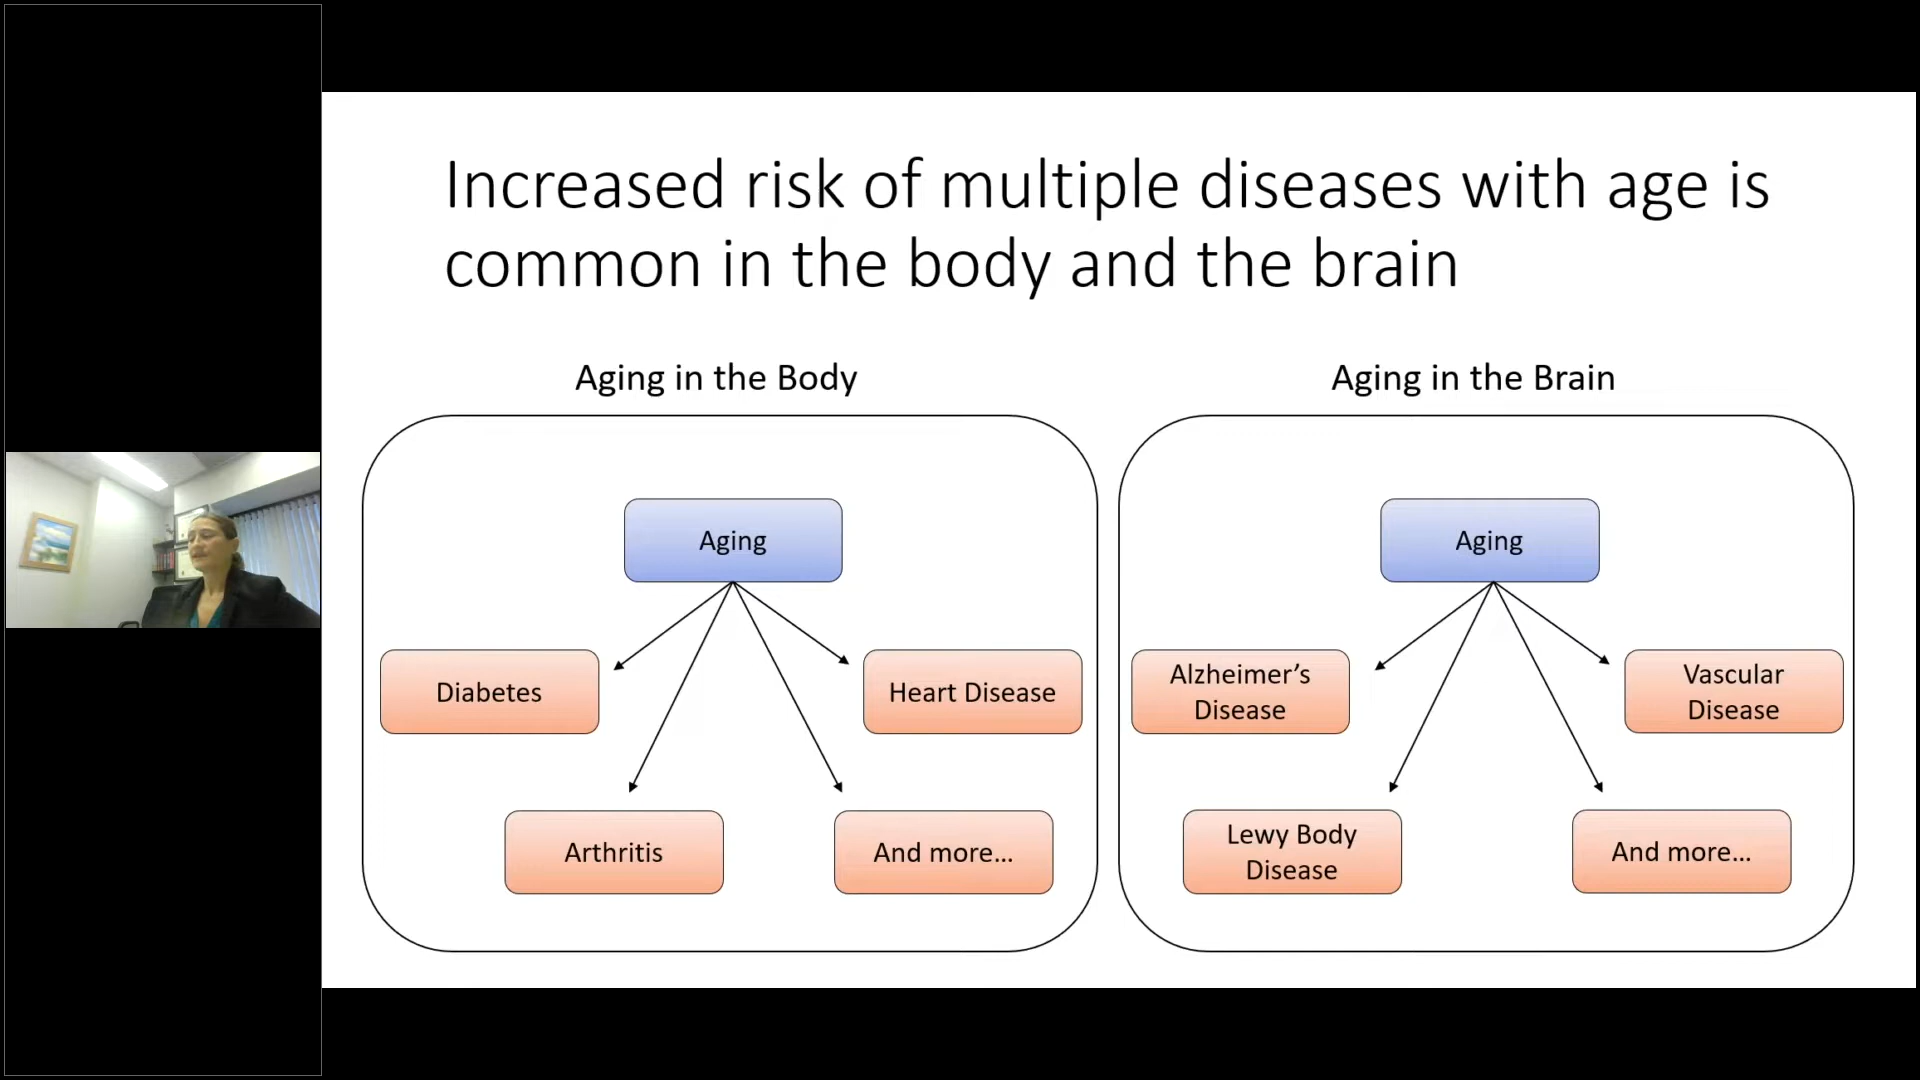 Increased risk of multiple diseases with age is
common in the body and the brain
Aging in the Body
Aging
Diabetes
Heart Disease
Arthritis
And more...
Aging in the Brain
Aging
Alzheimer’s
Disease
Vascular
Disease
Lewy Body
Disease
And more...